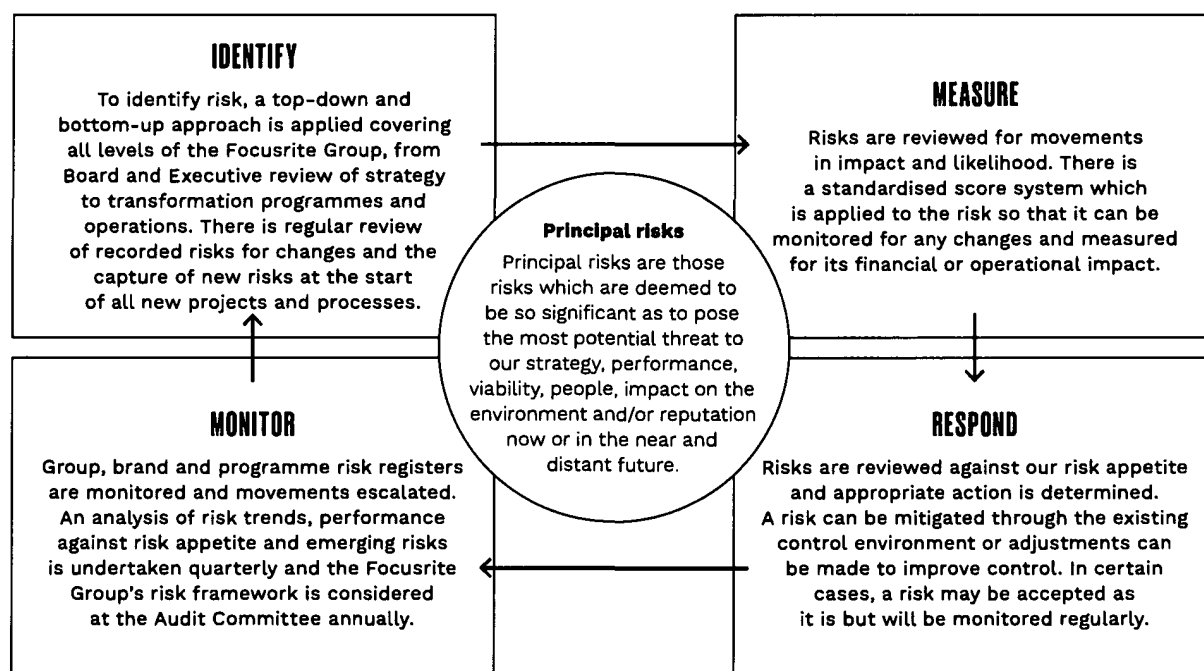 IDENTIFY
To identify risk, a top-down and
bottom-up approach is applied covering
all levels of the Focusrite Group, from
Board and Executive review of strategy
to transformation programmes and
operations. There is regular review
of recorded risks for changes and the
capture of new risks at the start
of all new projects and processes.
MEASURE
Risks are reviewed for movements
in impact and likelihood. There is
a standardised score system which
is applied to the risk so that it can be
monitored for any changes and measured
for its financial or operational impact.
Principal risks
Principal risks are those
risks which are deemed to
be so significant as to pose
the most potential threat to
our strategy, performance,
viability, people, impact on the
environment and/or reputation
now or in the near and
distant future.
MONITOR
Group, brand and programme risk registers
are monitored and movements escalated.
An analysis of risk trends, performance
against risk appetite and emerging risks
is undertaken quarterly and the Focusrite
Group's risk framework is considered
at the Audit Committee annually.
RESPOND
Risks are reviewed against our risk appetite
and appropriate action is determined.
A risk can be mitigated through the existing
control environment or adjustments can
be made to improve control. In certain
cases, a risk may be accepted as
it is but will be monitored regularly.